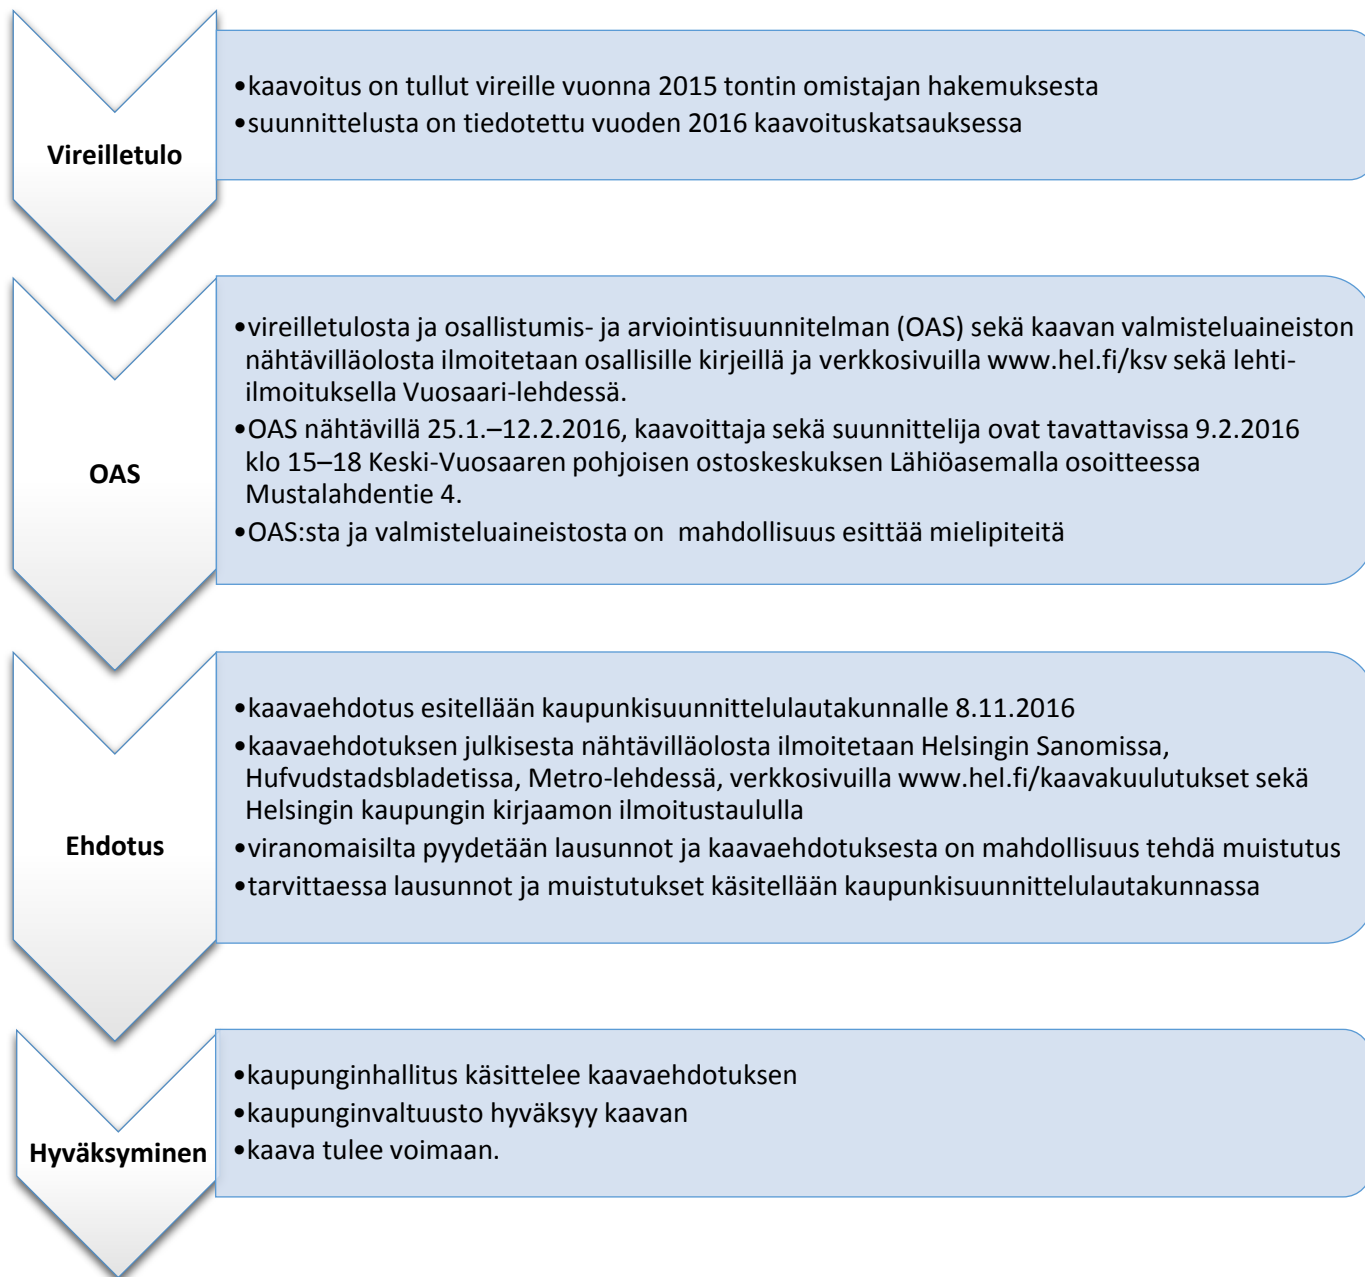 Vireilletulo
•kaavoitus on tullut vireille vuonna 2015 tontin omistajan hakemuksesta
•suunnittelusta on tiedotettu vuoden 2016 kaavoituskatsauksessa
OAS
•vireilletulosta ja osallistumis- ja arviointisuunnitelman (OAS) sekä kaavan valmisteluaineiston
nähtävilläolosta ilmoitetaan osallisille kirjeillä ja verkkosivuilla www.hel.fi/ksv sekä lehti-
ilmoituksella Vuosaari-lehdessä.
•OAS nähtävillä 25.1.–12.2.2016, kaavoittaja sekä suunnittelija ovat tavattavissa 9.2.2016
klo 15–18 Keski-Vuosaaren pohjoisen ostoskeskuksen Lähiöasemalla osoitteessa
Mustalahdentie 4.
•OAS:sta ja valmisteluaineistosta on  mahdollisuus esittää mielipiteitä
Ehdotus
•kaavaehdotus esitellään kaupunkisuunnittelulautakunnalle 8.11.2016
•kaavaehdotuksen julkisesta nähtävilläolosta ilmoitetaan Helsingin Sanomissa,
Hufvudstadsbladetissa, Metro-lehdessä, verkkosivuilla www.hel.fi/kaavakuulutukset sekä
Helsingin kaupungin kirjaamon ilmoitustaululla
•viranomaisilta pyydetään lausunnot ja kaavaehdotuksesta on mahdollisuus tehdä muistutus
•tarvittaessa lausunnot ja muistutukset käsitellään kaupunkisuunnittelulautakunnassa
Hyväksyminen
•kaupunginhallitus käsittelee kaavaehdotuksen
•kaupunginvaltuusto hyväksyy kaavan
•kaava tulee voimaan.